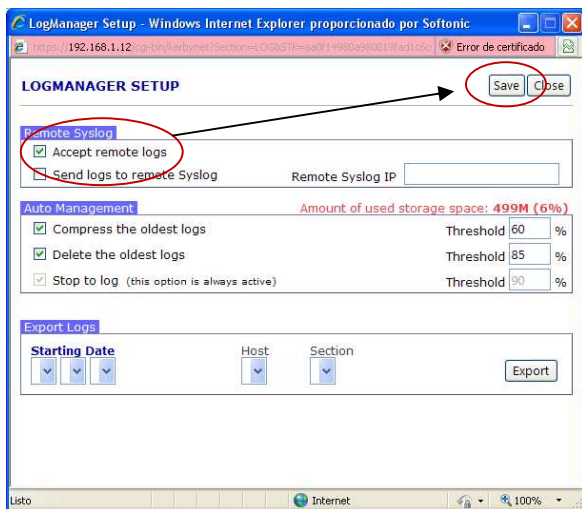 LogManager Setup - Windows Internet Explorer proporcionado por Softonic
https://192.168.1.12/cgi-bin/kerbynet?Section=LOG&STk= Error de certificado
LOGMANAGER SETUP Save Close
Remote Syslog
Accept remote logs
Send logs to remote Syslog Remote Syslog IP
Auto Management Amount of used storage space: 499M (6%)
Compress the oldest logs Threshold 60 %
Delete the oldest logs Threshold 85 %
Stop to log (this option is always active) Threshold 90 %
Export Logs
Starting Date Host Section
Export
Listo Internet 100%